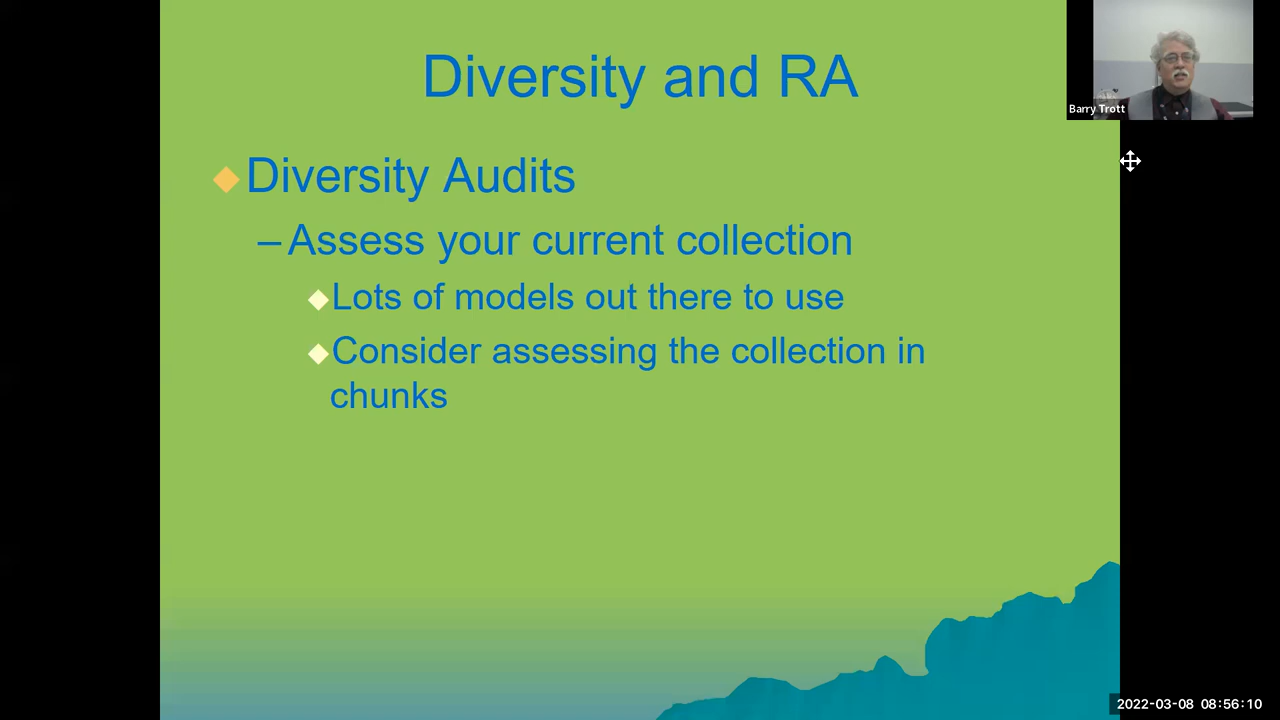 Diversity and RA
Barry Trott
Diversity Audits
– Assess your current collection
Lots of models out there to use
Consider assessing the collection in
chunks
2022-03-08 08:56:10